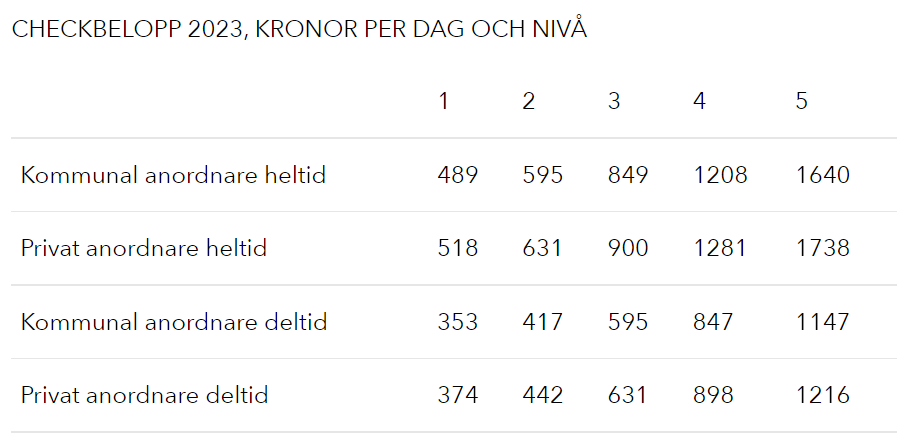 CHECKBELOPP 2023, KRONOR PER DAG OCH NIVÅ
1 2 3 4 5
Kommunal anordnare heltid 489 595 849 1208 1640
Privat anordnare heltid 518 631 900 1281 1738
Kommunal anordnare deltid 353 417 595 847 1147
Privat anordnare deltid 374 442 631 898 1216